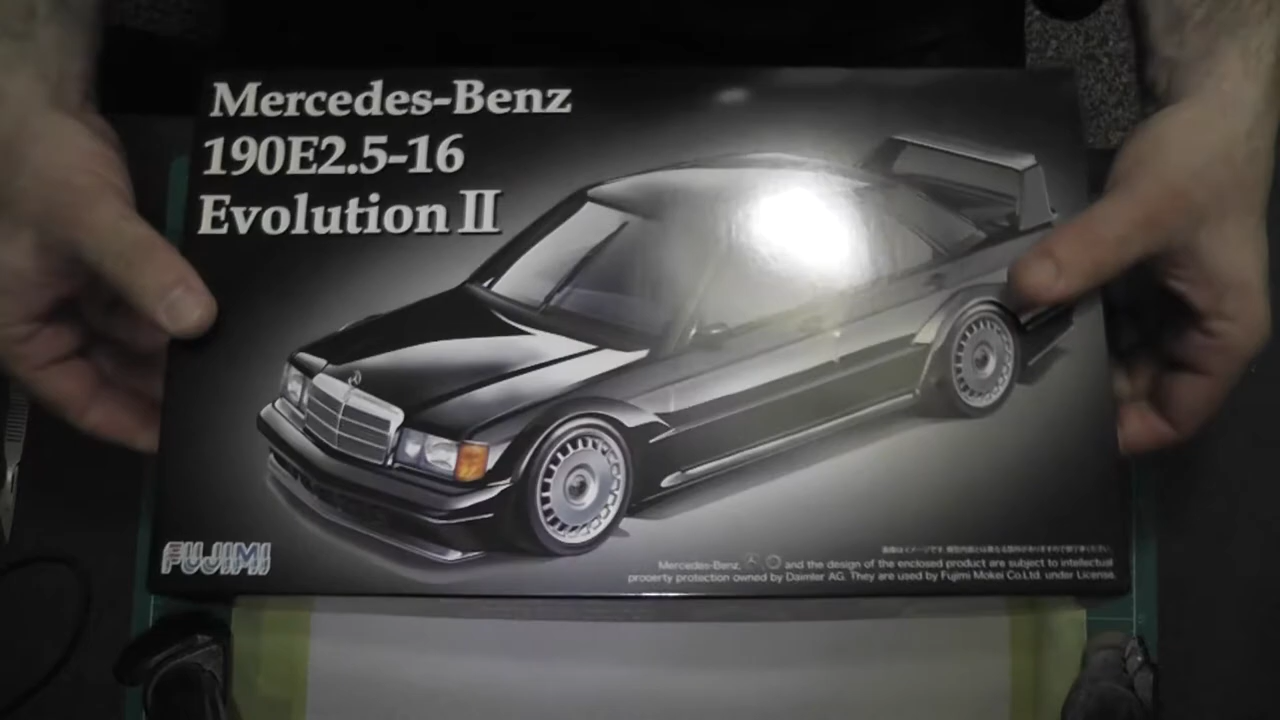 Mercedes-Benz
190E2.5-16
Evolution II
FUJIMI
Mercedes-Benz, and the design of the enclosed product are subject to intellectual
property protection owned by Daimler AG. They are used by Fujimi Mokei Co.Ltd. under License.